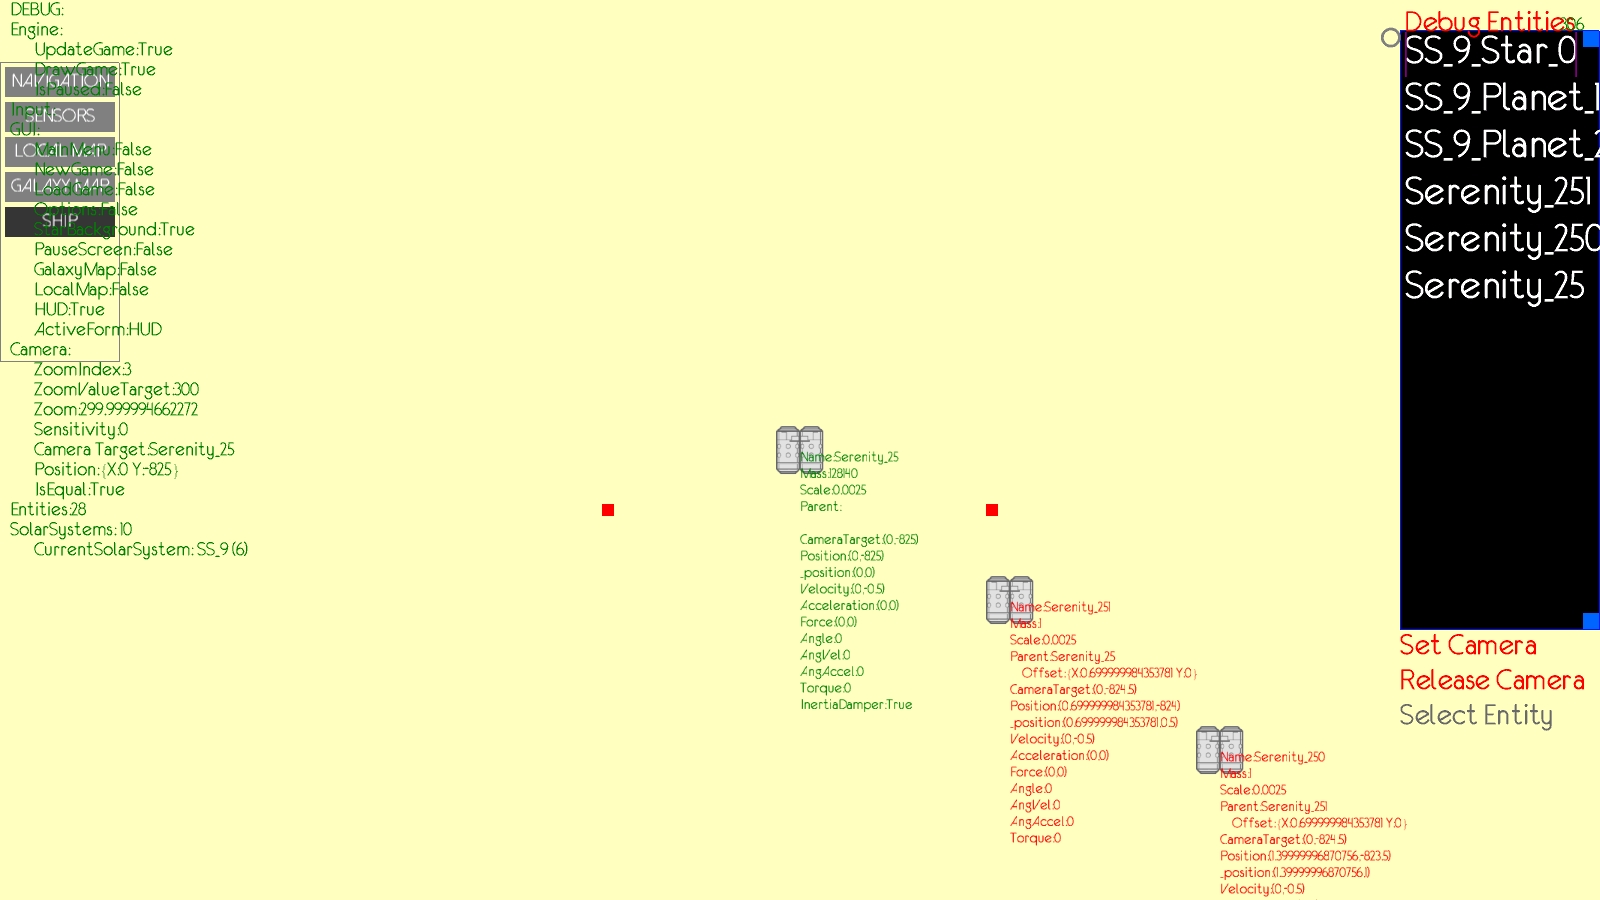 DEBUG:
Engine:
UpdateGame:True
DrawGame:True
IsPaused:False
Input:
GUI:
MainMenu:False
NewGame:False
LoadGame:False
Options:False
StarBackground:True
PauseScreen:False
GalaxyMap:False
LocalMap:False
HUD:True
ActiveForm:HUD
Camera:
ZoomIndex:3
ZoomValueTarget:300
Zoom:299.999994662272
Sensitivity:0
Camera Target:Serenity_25
Position:{X:0 Y:-825}
IsEqual:True
Entities:28
SolarSystems:10
CurrentSolarSystem: SS_9 (6)
NAVIGATION
SENSORS
LOCAL MAP
GALAXY MAP
SHIP
Name:Serenity_25
Mass:128140
Scale:0.0025
Parent:
CameraTarget:(0,-825)
Position:(0,-825)
_position:(0,0)
Velocity:(0,-0.5)
Acceleration:(0,0)
Force:(0,0)
Angle:0
AngVel:0
AngAccel:0
Torque:0
InertiaDamper:True
Name:Serenity_251
Mass:1
Scale:0.0025
Parent:Serenity_25
Offset:{X:0.699999984353781 Y:0}
CameraTarget:(0,-824.5)
Position:(0.699999984353781,-824)
_position:(0.699999984353781,0.5)
Velocity:(0,-0.5)
Acceleration:(0,0)
Force:(0,0)
Angle:0
AngVel:0
AngAccel:0
Torque:0
Name:Serenity_250
Mass:1
Scale:0.0025
Parent:Serenity_251
Offset:{X:0.699999984353781 Y:0}
CameraTarget:(0,-824.5)
Position:(1.39999996870756,-823.5)
_position:(1.39999996870756,1)
Velocity:(0,-0.5)
Debug Entities
SS_9_Star_0
SS_9_Planet_1
SS_9_Planet_2
Serenity_251
Serenity_250
Serenity_25
Set Camera
Release Camera
Select Entity